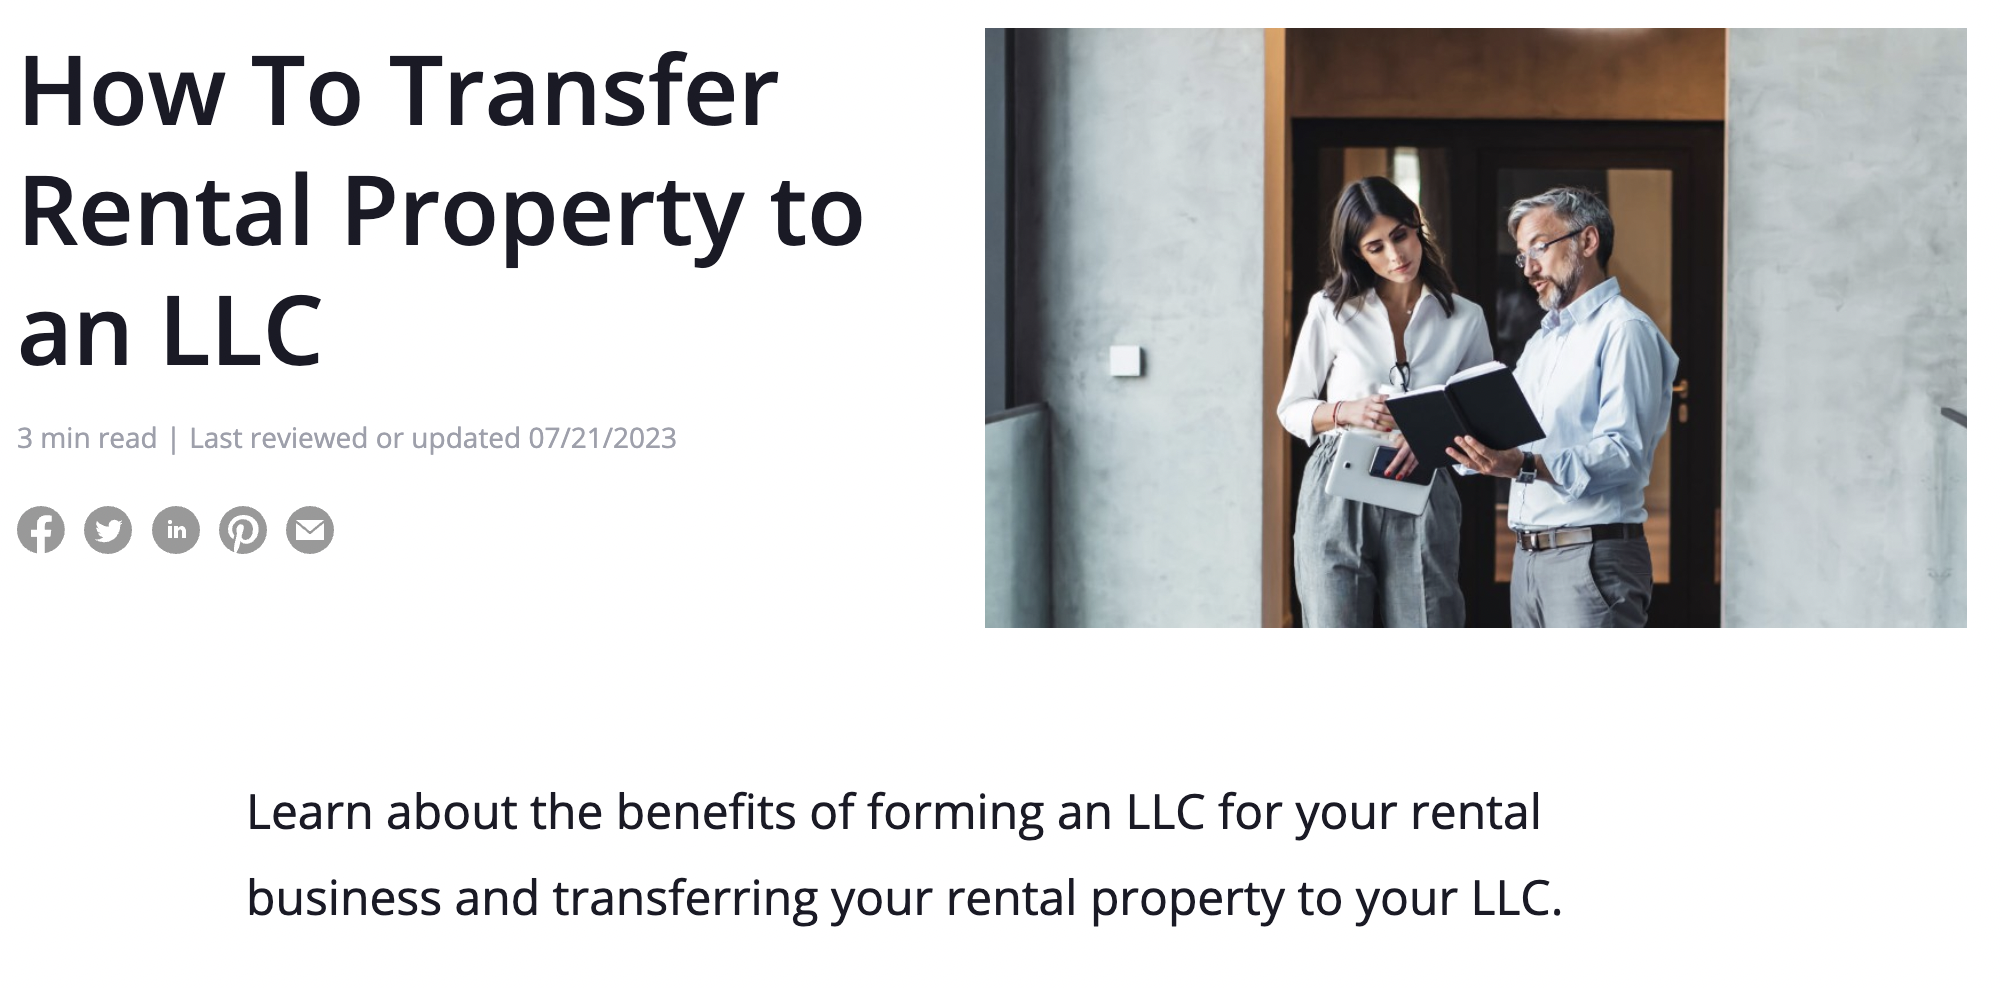 How To Transfer
Rental Property to
an LLC
3 min read | Last reviewed or updated 07/21/2023
in
Learn about the benefits of forming an LLC for your rental
business and transferring your rental property to your LLC.